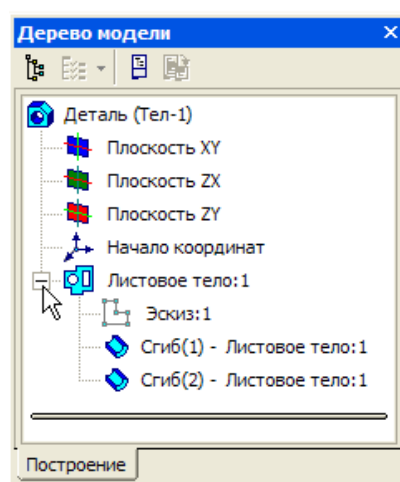 Дерево модели
Деталь (Тел-1)
Плоскость XY
Плоскость ZX
Плоскость ZY
Начало координат
Листовое тело:1
Эскиз:1
Сгиб(1) - Листовое тело:1
Сгиб(2) - Листовое тело:1
Построение